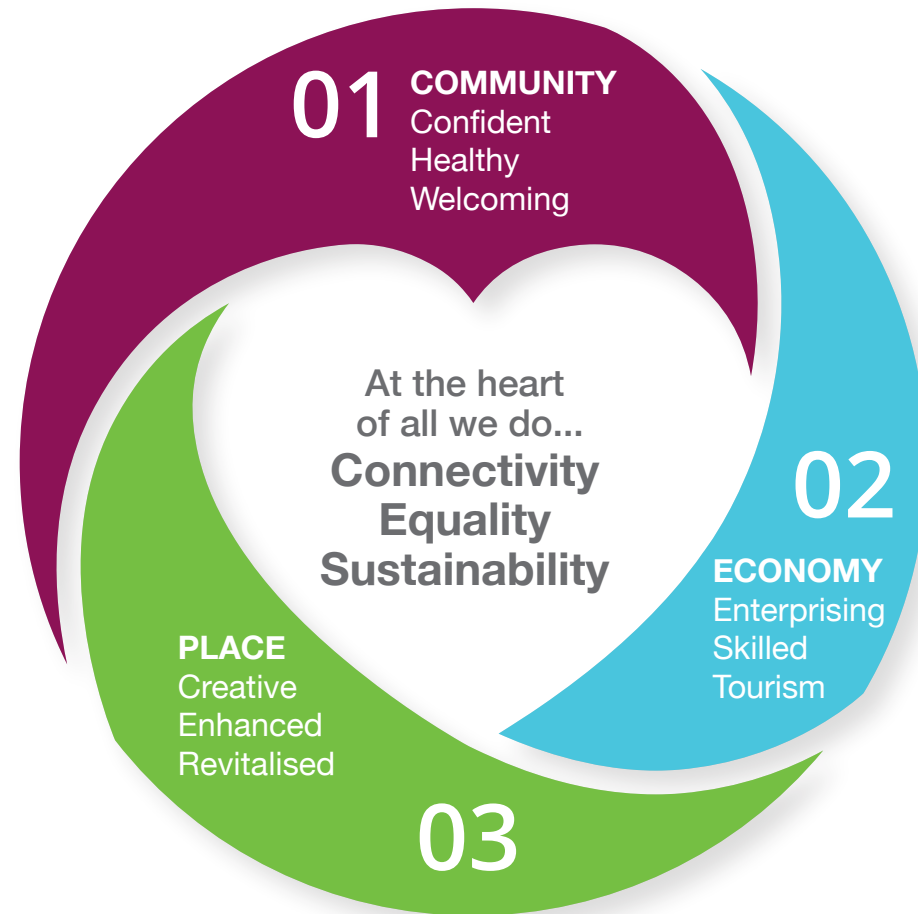 01
COMMUNITY
Confident
Healthy
Welcoming
At the heart
of all we do...
Connectivity
Equality
Sustainability
02
ECONOMY
Enterprising
Skilled
Tourism
PLACE
Creative
Enhanced
Revitalised
03